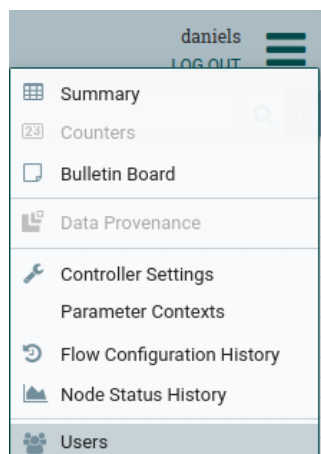 daniels
LOG OUT
Summary
23
Counters
Bulletin Board
Data Provenance
Controller Settings
Parameter Contexts
Flow Configuration History
Node Status History
Users